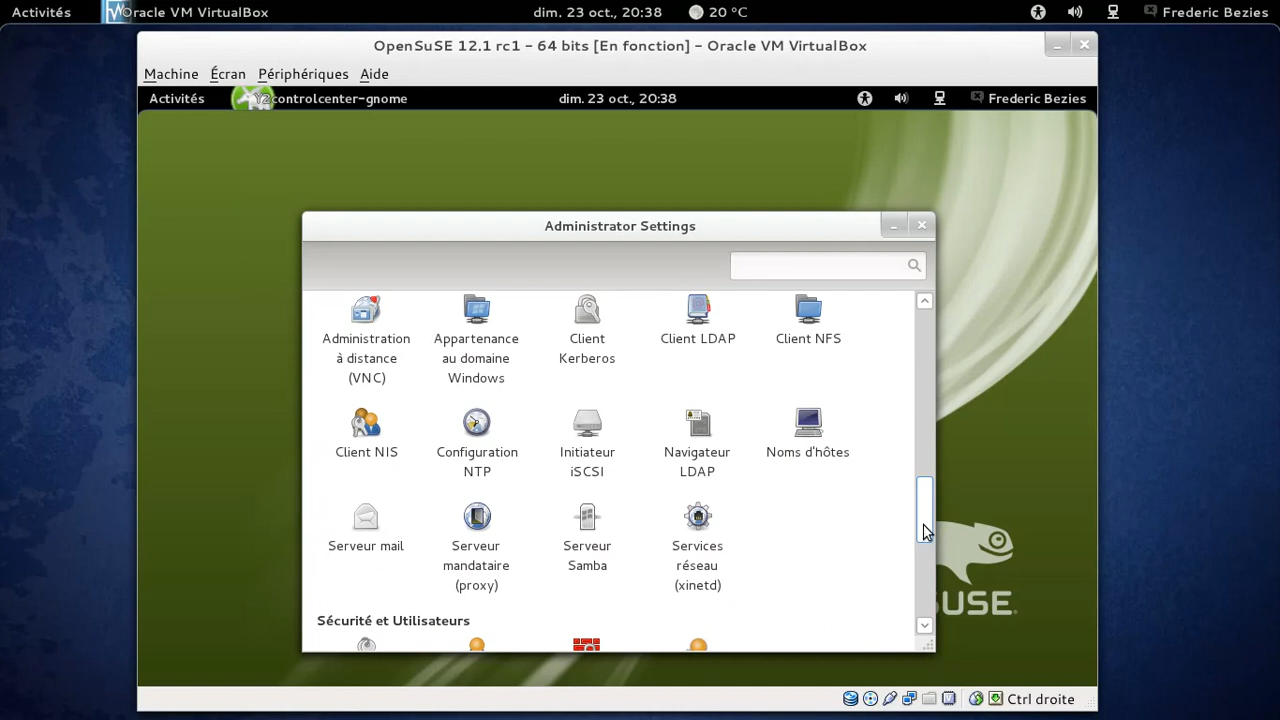 Activités Oracle VM VirtualBox dim. 23 oct., 20:38 20 °C Frederic Bezies
OpenSuSE 12.1 rc1 - 64 bits [En fonction] - Oracle VM VirtualBox
Machine Écran Périphériques Aide
Activités Y2controlcenter-gnome dim. 23 oct., 20:38 Frederic Bezies
Administrator Settings
Administration
à distance
(VNC)
Appartenance
au domaine
Windows
Client
Kerberos
Client LDAP
Client NFS
Client NIS
Configuration
NTP
Initiateur
iSCSI
Navigateur
LDAP
Noms d'hôtes
Serveur mail
Serveur
mandataire
(proxy)
Serveur
Samba
Services
réseau
(xinetd)
Sécurité et Utilisateurs
SUSE
Ctrl droite